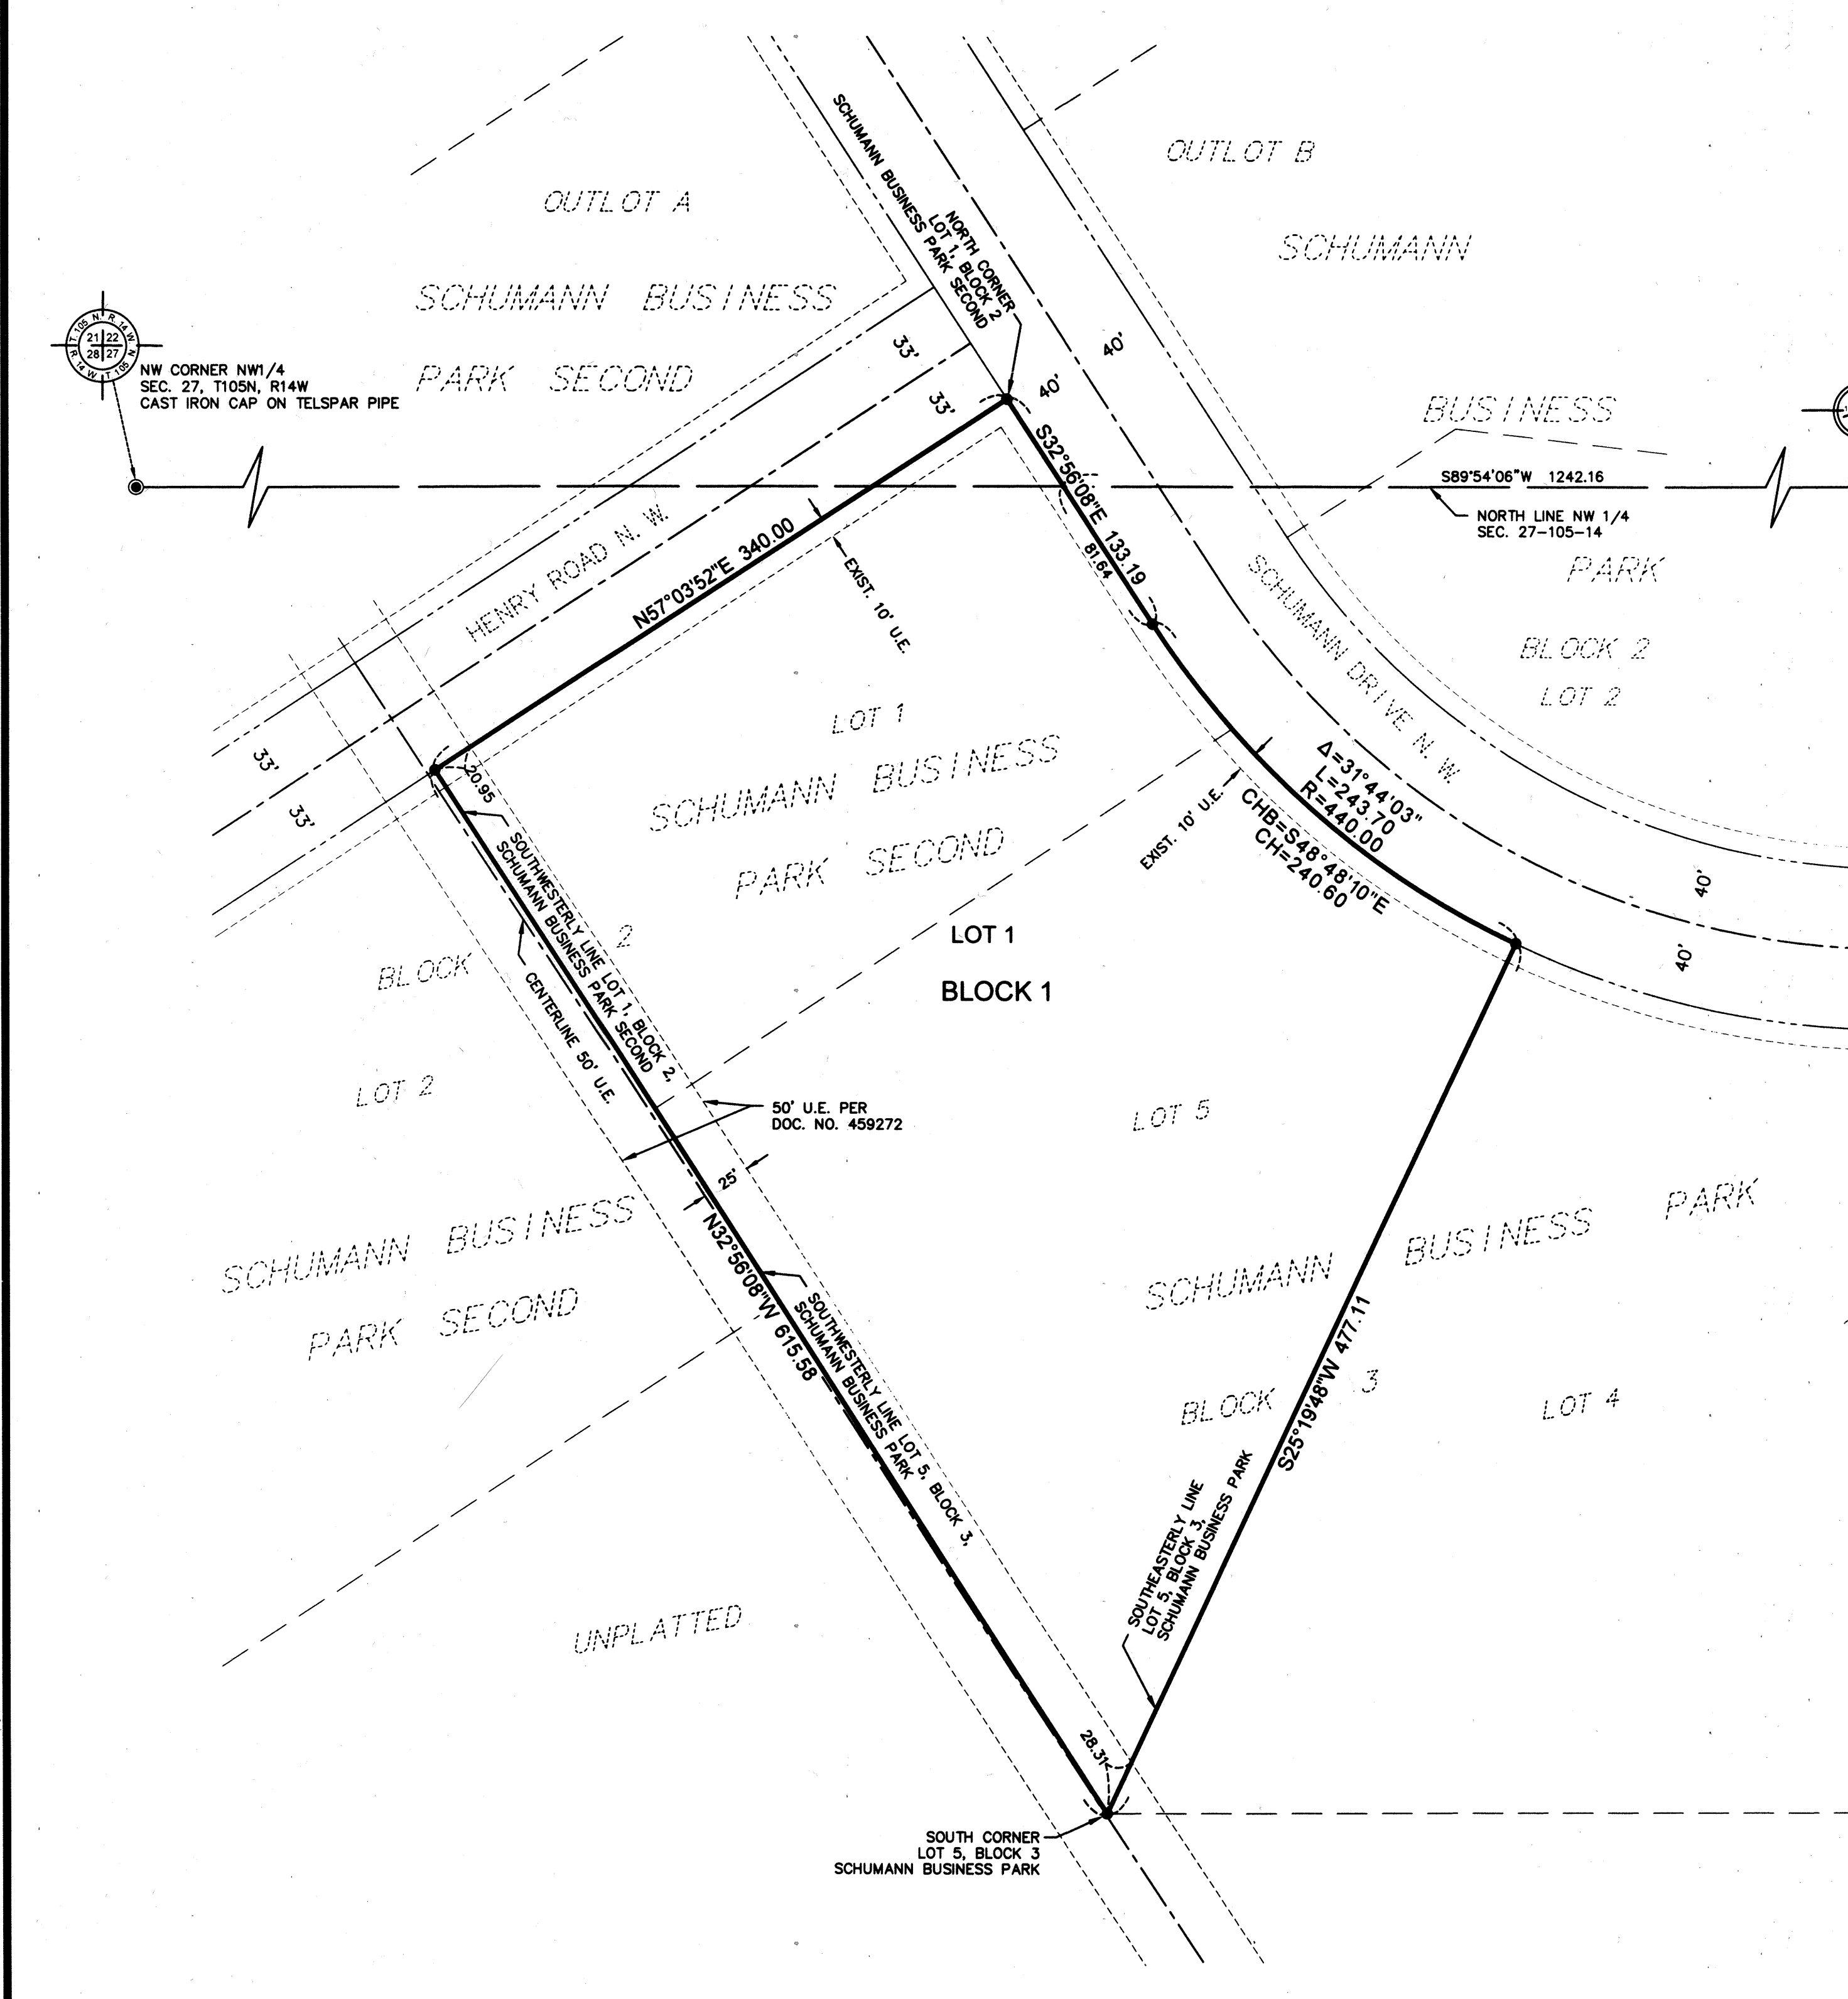 OUTLOT A
SCHUMANN BUSINESS
PARK SECOND
OUTLOT B
SCHUMANN
BUSINESS
PARK
BLOCK 2
LOT 2
SCHUMANN BUSINESS PARK SECOND
NORTH CORNER
LOT 1, BLOCK 2
T 105 N R 14 W
21 22
28 27
R 14 W T 105 N
NW CORNER NW1/4
SEC. 27, T105N, R14W
CAST IRON CAP ON TELSPAR PIPE
33'
33'
40'
40'
S89°54'06"W 1242.16
NORTH LINE NW 1/4
SEC. 27-105-14
HENRY ROAD N. W.
N57°03'52"E 340.00
EXIST. 10' U.E.
S32°56'08"E 133.19
81.64
SCHUMANN DRIVE N. W.
33'
33'
20.95
LOT 1
SCHUMANN BUSINESS
PARK SECOND
Δ=31°44'03"
L=243.70
R=440.00
CHB=S48°48'10"E
CH=240.60
EXIST. 10' U.E.
40'
40'
SOUTHWESTERLY LINE LOT 1, BLOCK 2,
SCHUMANN BUSINESS PARK SECOND
CENTERLINE 50' U.E.
BLOCK 2
LOT 2
LOT 1
BLOCK 1
50' U.E. PER
DOC. NO. 459272
25'
LOT 5
SCHUMANN BUSINESS
PARK SECOND
N32°56'08"W 615.58
SOUTHWESTERLY LINE LOT 5, BLOCK 3,
SCHUMANN BUSINESS PARK
SCHUMANN BUSINESS PARK
BLOCK 3
LOT 4
S25°19'48"W 477.11
SOUTHEASTERLY LINE
LOT 5, BLOCK 3,
SCHUMANN BUSINESS PARK
UNPLATTED
28.31
SOUTH CORNER
LOT 5, BLOCK 3
SCHUMANN BUSINESS PARK